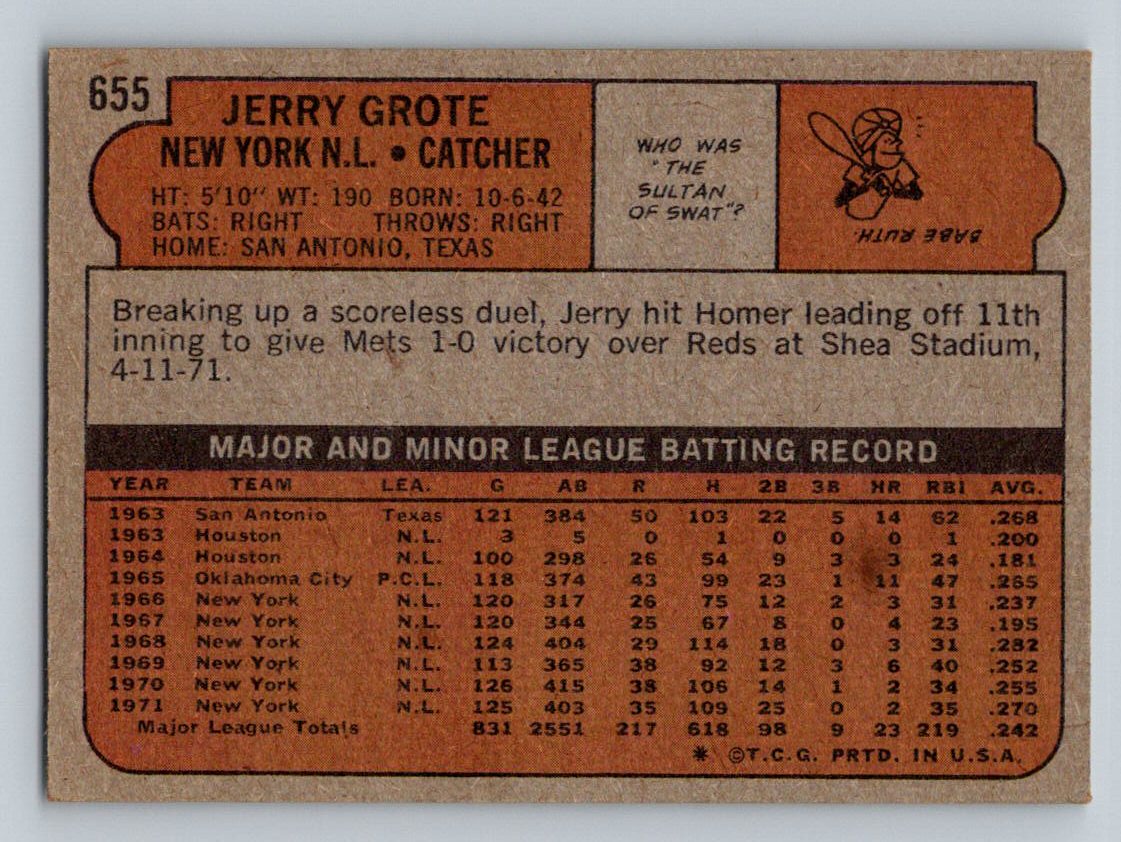 655
JERRY GROTE
NEW YORK N.L. • CATCHER
HT: 5'10" WT: 190 BORN: 10-6-42
BATS: RIGHT THROWS: RIGHT
HOME: SAN ANTONIO, TEXAS
WHO WAS
"THE
SULTAN
OF SWAT"?
BABE RUTH.
Breaking up a scoreless duel, Jerry hit Homer leading off 11th
inning to give Mets 1-0 victory over Reds at Shea Stadium,
4-11-71.
MAJOR AND MINOR LEAGUE BATTING RECORD
YEAR TEAM LEA. G AB R H 2B 3B HR RBI AVG.
1963 San Antonio Texas 121 384 50 103 22 5 14 62 .268
1963 Houston N.L. 3 5 0 1 0 0 0 1 .200
1964 Houston N.L. 100 298 26 54 9 3 3 24 .181
1965 Oklahoma City P.C.L. 118 374 43 99 23 1 11 47 .265
1966 New York N.L. 120 317 26 75 12 2 3 31 .237
1967 New York N.L. 120 344 25 67 8 0 4 23 .195
1968 New York N.L. 124 404 29 114 18 0 3 31 .282
1969 New York N.L. 113 365 38 92 12 3 6 40 .252
1970 New York N.L. 126 415 38 106 14 1 2 34 .255
1971 New York N.L. 125 403 35 109 25 0 2 35 .270
Major League Totals 831 2551 217 618 98 9 23 219 .242
* ©T.C.G. PRTD. IN U.S.A.